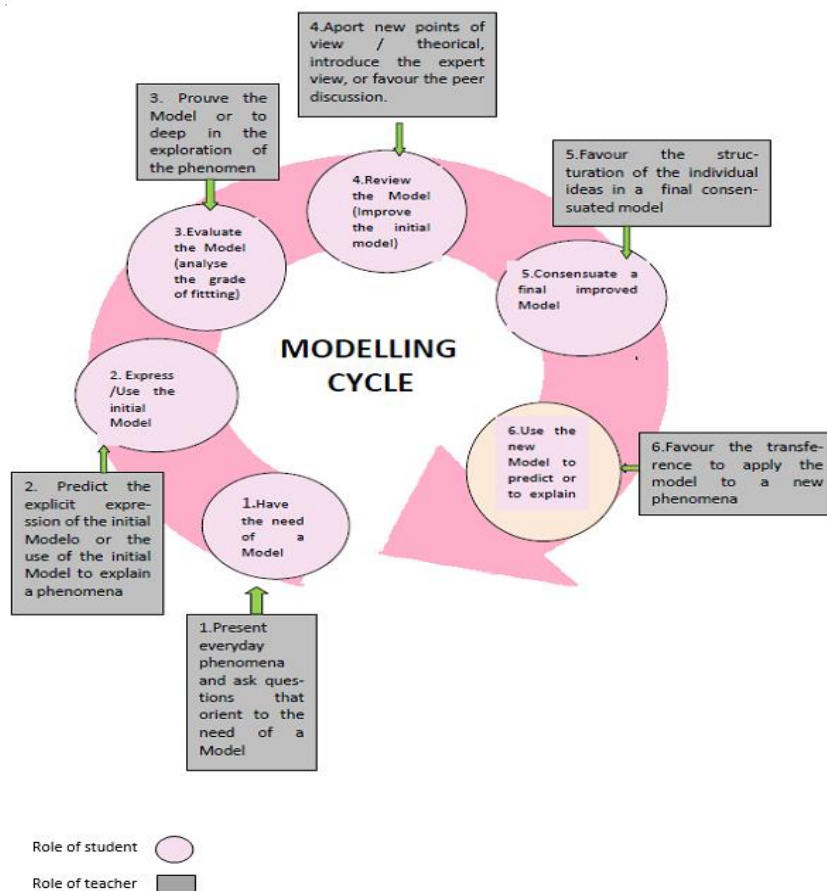 4.Aport new points of
view / theorical,
introduce the expert
view, or favour the peer
discussion.
3. Prouve the
Model or to
deep in the
exploration of
the phenomen
5.Favour the struc-
turation of the individual
ideas in a final consen-
suated model
4.Review
the Model
(Improve
the initial
model)
3.Evaluate
the Model
(analyse
the grade
of fittting)
5.Consensuate a
final improved
Model
MODELLING
CYCLE
2. Express
/Use the
initial
Model
6.Use the
new
Model to
predict or
to explain
6.Favour the transfe-
rence to apply the
model to a new
phenomena
2. Predict the
explicit expre-
ssion of the initial
Modelo or the
use of the initial
Model to explain
a phenomena
1.Have
the need
of a
Model
1.Present
everyday
phenomena
and ask ques-
tions that
orient to the
need of a
Model
Role of student
Role of teacher